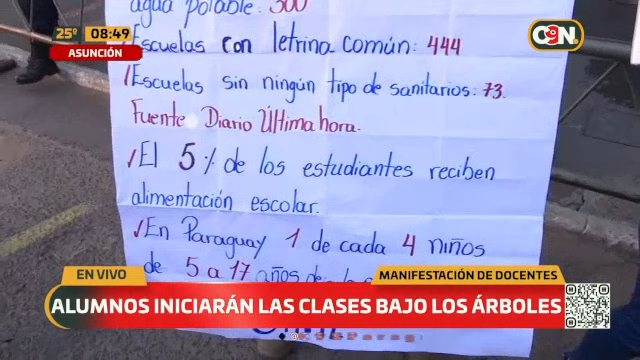 agua potable: 300
25° 08:49
ASUNCIÓN
C9N
✓Escuelas con letrina común: 444
✓Escuelas sin ningún tipo de sanitarios: 73.
Fuente Diario Última hora.
✓El 5% de los estudiantes reciben
alimentación escolar.
✓En Paraguay 1 de cada 4 niños
de 5 a 17 años de
EN VIVO
MANIFESTACIÓN DE DOCENTES
ALUMNOS INICIARÁN LAS CLASES BAJO LOS ÁRBOLES